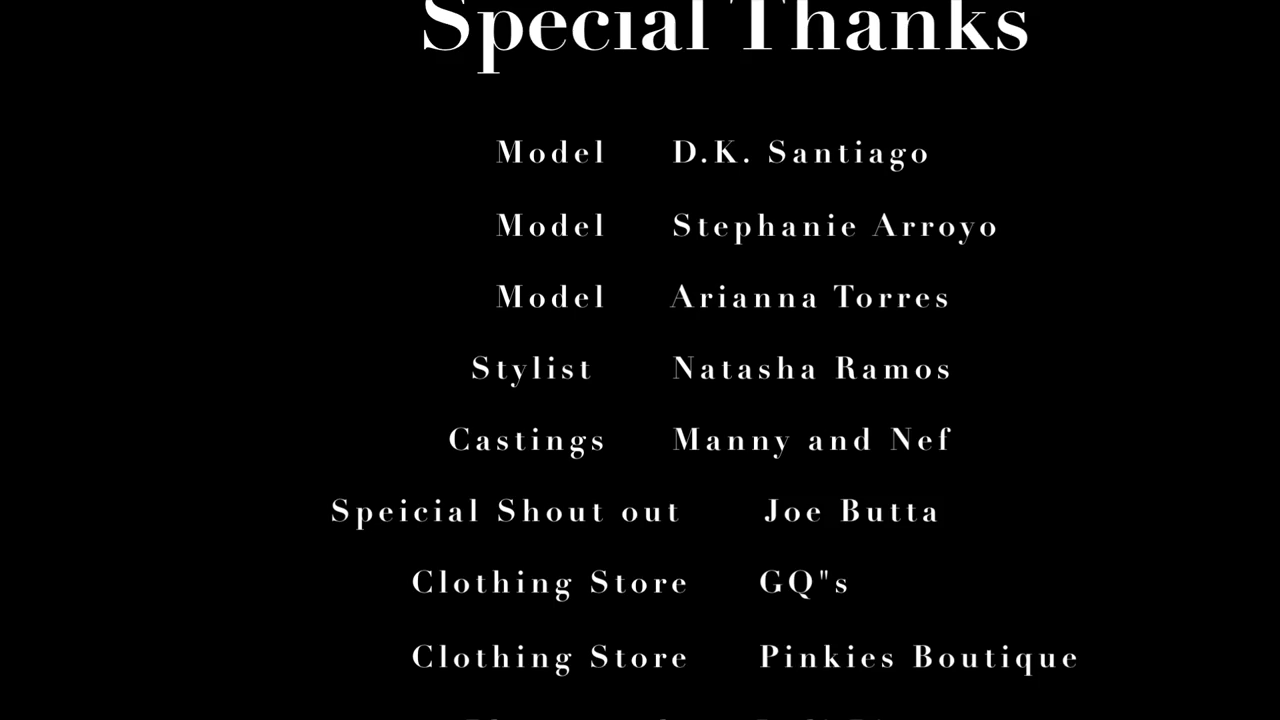 Special Thanks
Model D.K. Santiago
Model Stephanie Arroyo
Model Arianna Torres
Stylist Natasha Ramos
Castings Manny and Nef
Speicial Shout out Joe Butta
Clothing Store GQ"s
Clothing Store Pinkies Boutique